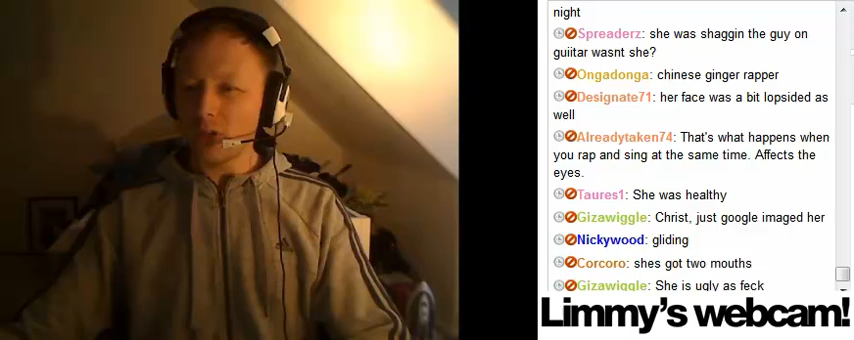 night
Spreaderz: she was shaggin the guy on
guiitar wasnt she?
Ongadonga: chinese ginger rapper
Designate71: her face was a bit lopsided as
well
Alreadytaken74: That's what happens when
you rap and sing at the same time. Affects the
eyes.
Taures1: She was healthy
Gizawiggle: Christ, just google imaged her
Nickywood: gliding
Corcoro: shes got two mouths
Gizawiggle: She is ugly as feck
Limmy's webcam!